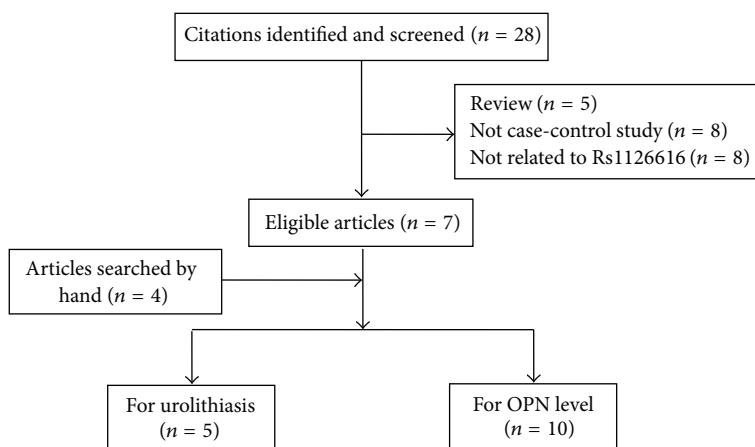 Citations identified and screened (n = 28)
Review (n = 5)
Not case-control study (n = 8)
Not related to Rs1126616 (n = 8)
Eligible articles (n = 7)
Articles searched by
hand (n = 4)
For urolithiasis
(n = 5)
For OPN level
(n = 10)